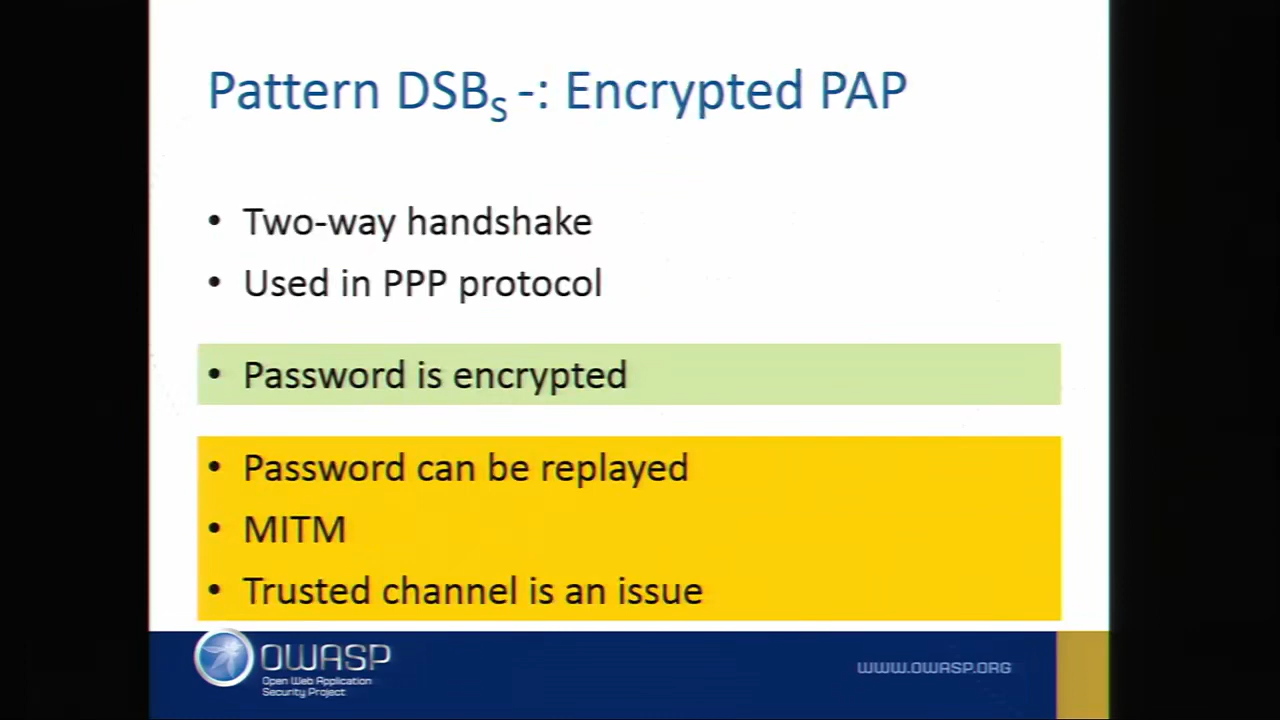 Pattern DSBS -: Encrypted PAP
• Two-way handshake
• Used in PPP protocol
• Password is encrypted
• Password can be replayed
• MITM
• Trusted channel is an issue
OWASP
Open Web Application
Security Project
WWW.OWASP.ORG